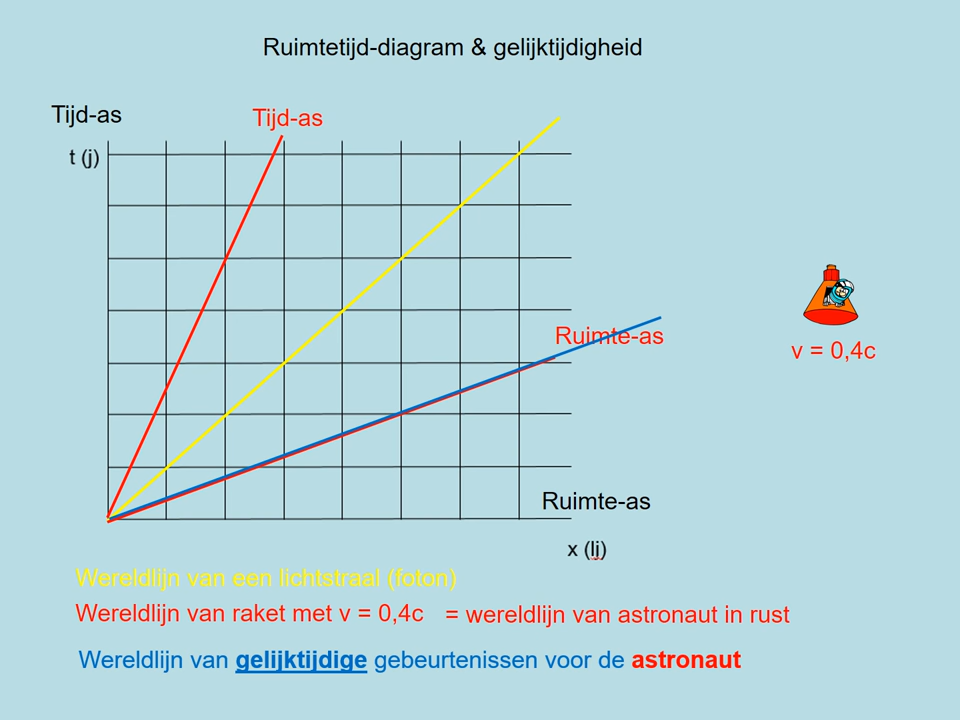 Ruimtetijd-diagram & gelijktijdigheid
Tijd-as
Tijd-as
t (j)
Ruimte-as
v = 0,4c
Ruimte-as
x (lj)
Wereldlijn van een lichtstraal (foton)
Wereldlijn van raket met v = 0,4c = wereldlijn van astronaut in rust
Wereldlijn van gelijktijdige gebeurtenissen voor de astronaut